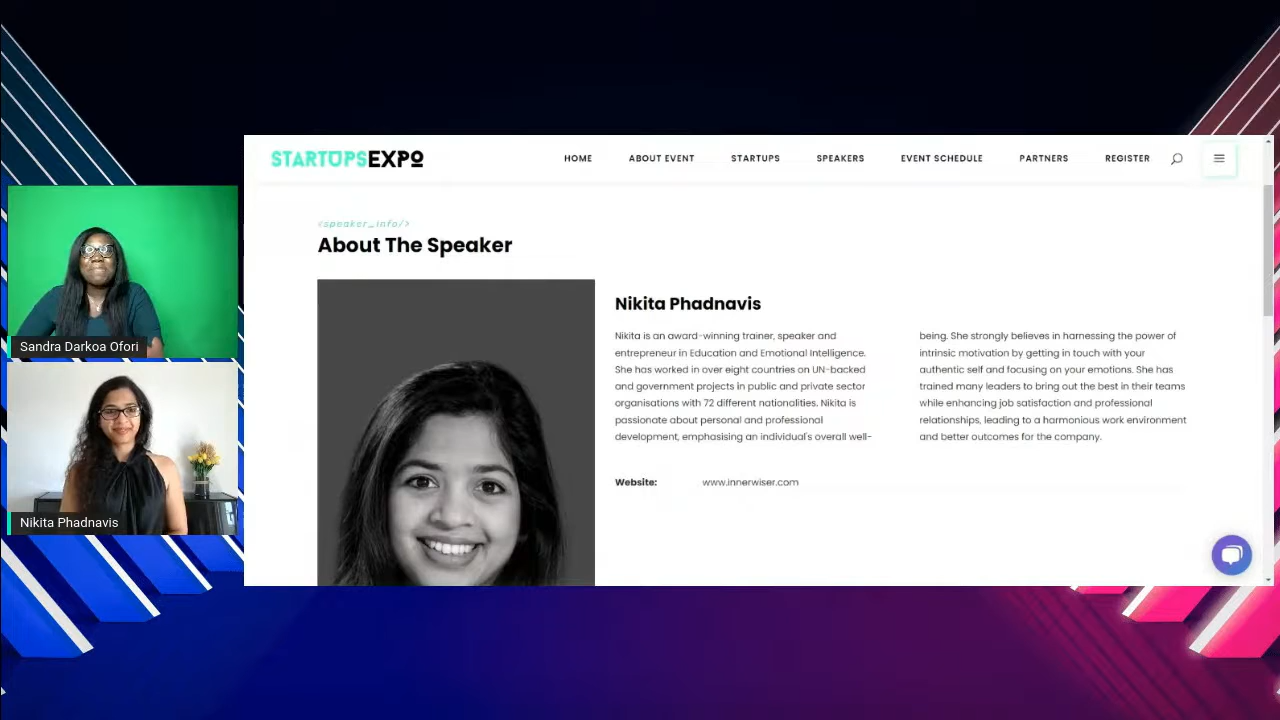 STARTUPSEXPO
HOME
ABOUT EVENT
STARTUPS
SPEAKERS
EVENT SCHEDULE
PARTNERS
REGISTER
<speaker_info/>
About The Speaker
Nikita Phadnavis
Nikita is an award-winning trainer, speaker and
entrepreneur in Education and Emotional Intelligence.
She has worked in over eight countries on UN-backed
and government projects in public and private sector
organisations with 72 different nationalities. Nikita is
passionate about personal and professional
development, emphasising an individual's overall well-
being. She strongly believes in harnessing the power of
intrinsic motivation by getting in touch with your
authentic self and focusing on your emotions. She has
trained many leaders to bring out the best in their teams
while enhancing job satisfaction and professional
relationships, leading to a harmonious work environment
and better outcomes for the company.
Website:
www.innerwiser.com
Sandra Darkoa Ofori
Nikita Phadnavis